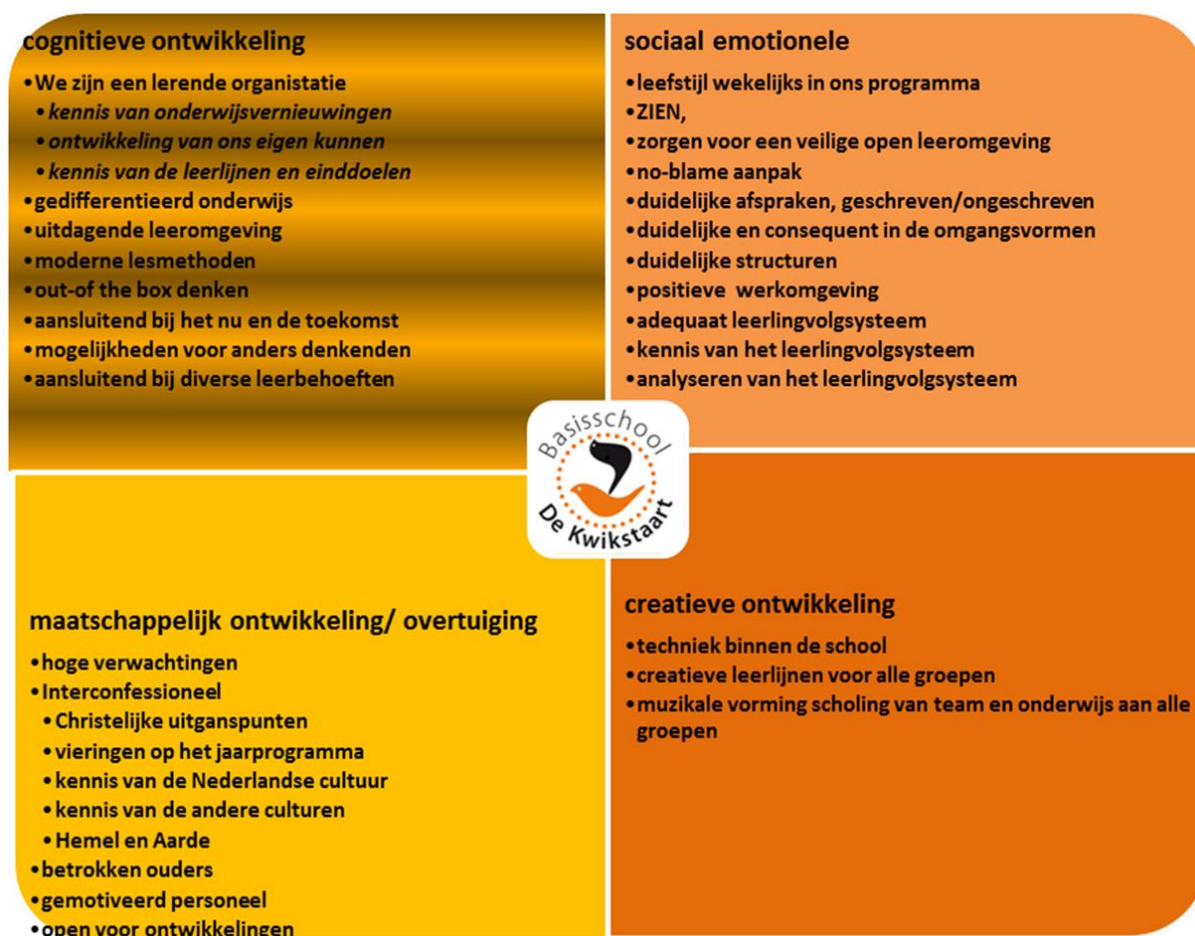 cognitieve ontwikkeling
•We zijn een lerende organistatie
•kennis van onderwijsvernieuwingen
•ontwikkeling van ons eigen kunnen
•kennis van de leerlijnen en einddoelen
•gedifferentieerd onderwijs
•uitdagende leeromgeving
•moderne lesmethoden
•out-of the box denken
•aansluitend bij het nu en de toekomst
•mogelijkheden voor anders denkenden
•aansluitend bij diverse leerbehoeften
sociaal emotionele
•leefstijl wekelijks in ons programma
•ZIEN,
•zorgen voor een veilige open leeromgeving
•no-blame aanpak
•duidelijke afspraken, geschreven/ongeschreven
•duidelijke en consequent in de omgangsvormen
•duidelijke structuren
•positieve werkomgeving
•adequaat leerlingvolgsysteem
•kennis van het leerlingvolgsysteem
•analyseren van het leerlingvolgsysteem
Basisschool
De Kwikstaart
maatschappelijk ontwikkeling/ overtuiging
•hoge verwachtingen
•Interconfessioneel
•Christelijke uitganspunten
•vieringen op het jaarprogramma
•kennis van de Nederlandse cultuur
•kennis van de andere culturen
•Hemel en Aarde
•betrokken ouders
•gemotiveerd personeel
•open voor ontwikkelingen
creatieve ontwikkeling
•techniek binnen de school
•creatieve leerlijnen voor alle groepen
•muzikale vorming scholing van team en onderwijs aan alle
groepen